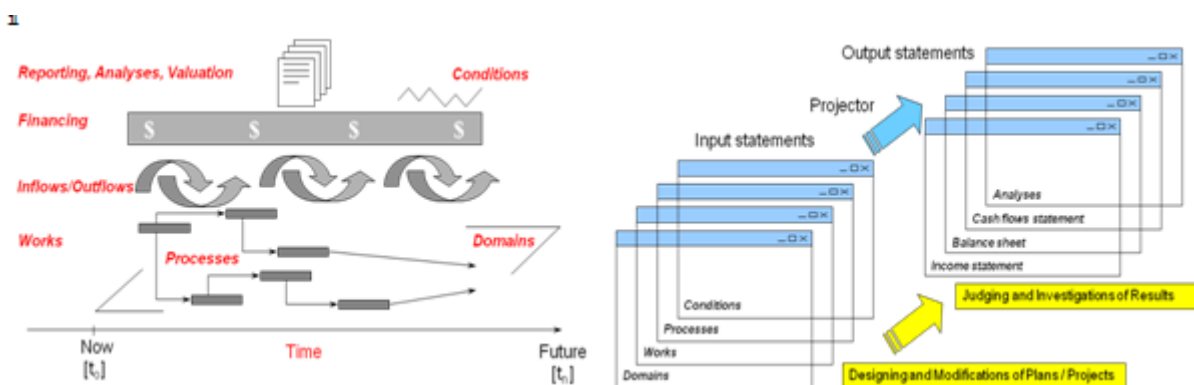 Reporting, Analyses, Valuation
Conditions
Financing
$ $ $ $
Inflows/Outflows
Works
Processes
Domains
Now
[t₀]
Time
Future
[tₙ]
Output statements
Projector
Input statements
Analyses
Cash flows statement
Balance sheet
Income statement
Judging and Investigations of Results
Conditions
Processes
Works
Domains
Designing and Modifications of Plans / Projects